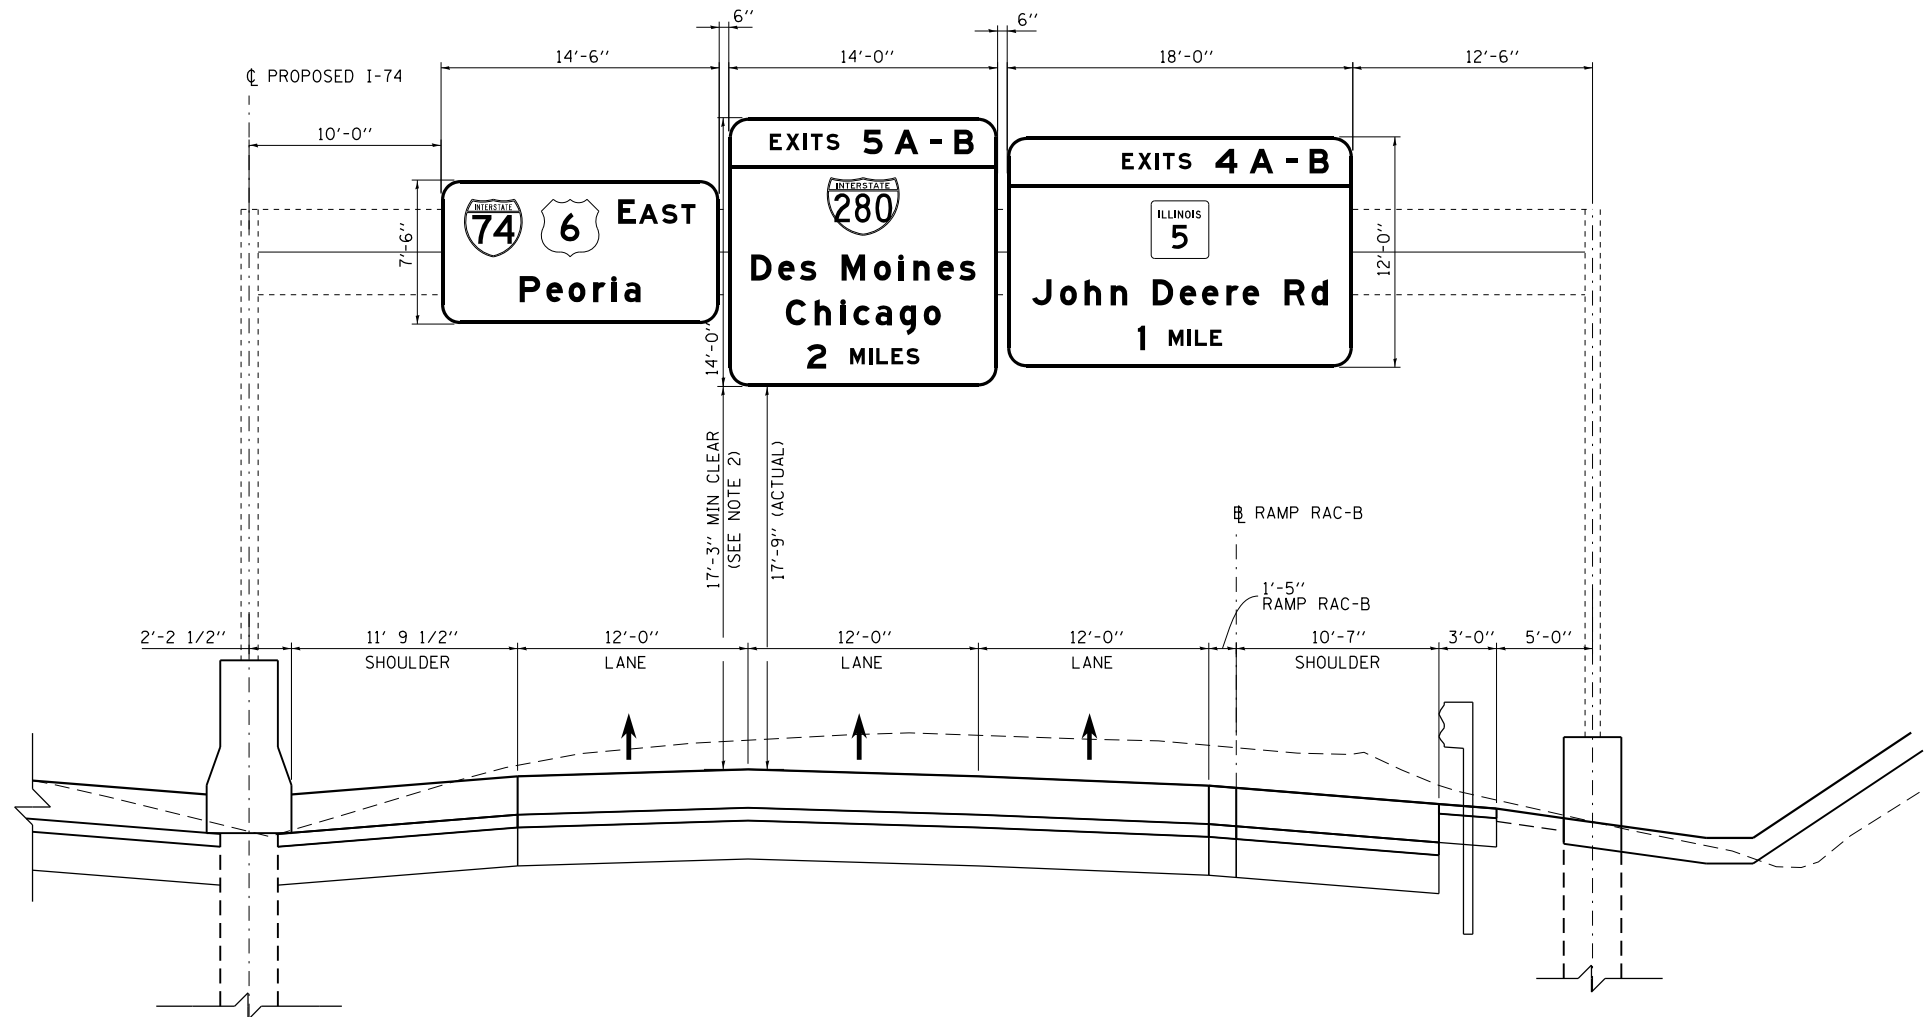 6''
6''
14'-6''
14'-0''
18'-0''
12'-6''
℄ PROPOSED I-74
10'-0''
EXITS 5 A - B
EXITS 4 A - B
INTERSTATE
74
6
EAST
Peoria
7'-6''
INTERSTATE
280
Des Moines
Chicago
2 MILES
14'-0''
ILLINOIS
5
John Deere Rd
1 MILE
12'-0''
17'-3'' MIN CLEAR
(SEE NOTE 2)
17'-9'' (ACTUAL)
RAMP RAC-B
1'-5''
RAMP RAC-B
2'-2 1/2''
11' 9 1/2''
SHOULDER
12'-0''
LANE
12'-0''
LANE
12'-0''
LANE
10'-7''
SHOULDER
3'-0''
5'-0''